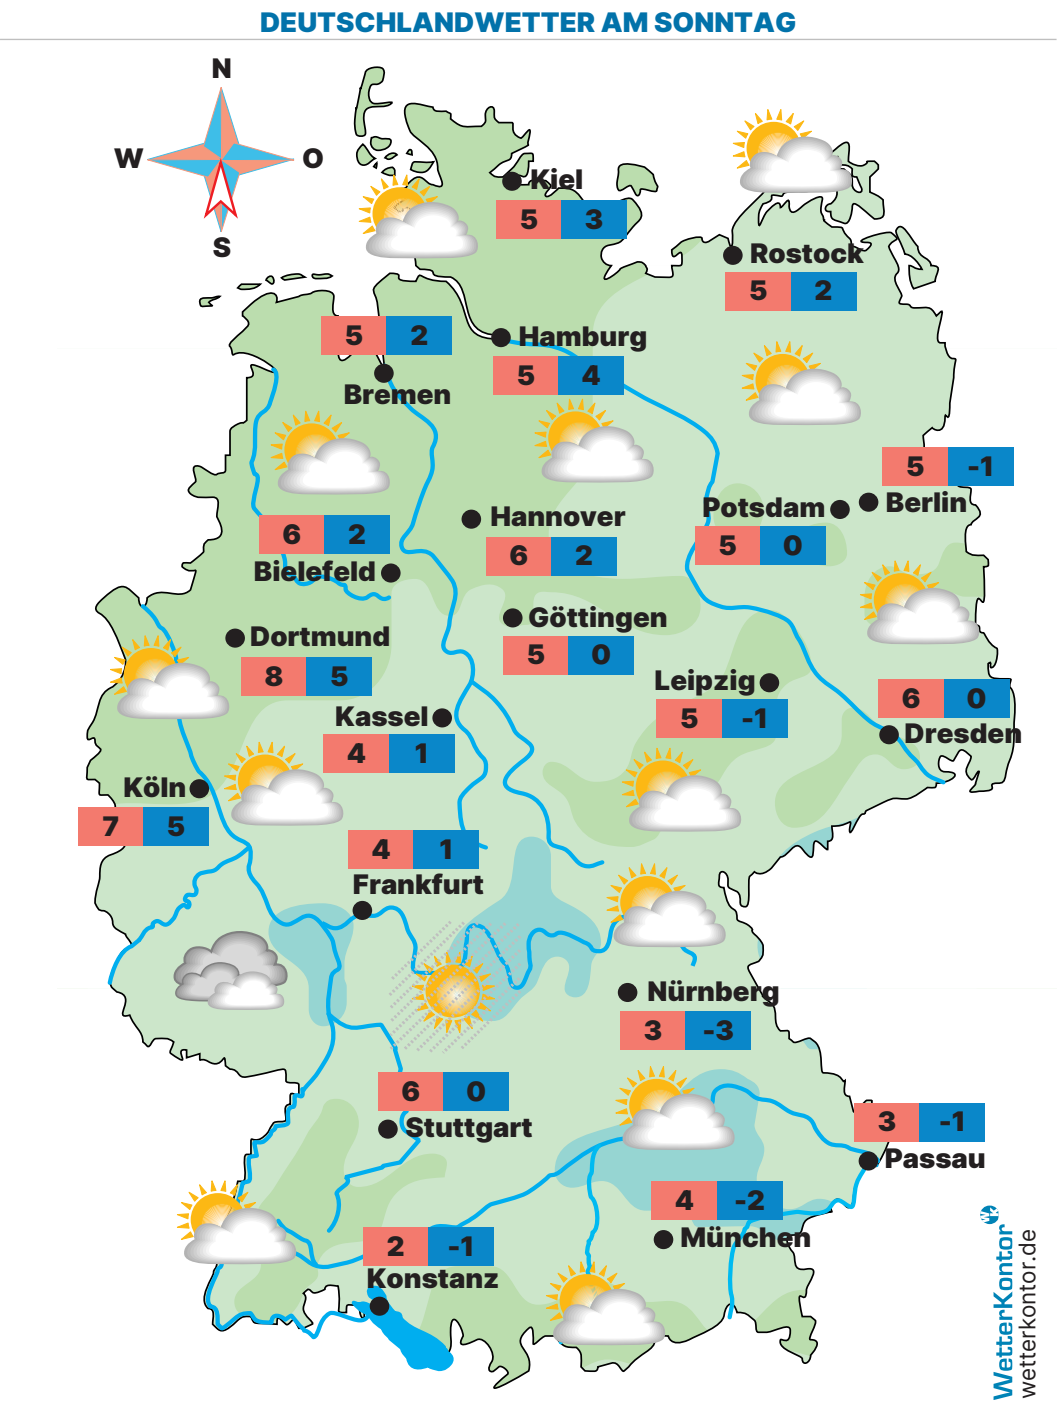 DEUTSCHLANDWETTER AM SONNTAG
N
W O
S
Kiel
5 3
Rostock
5 2
5 2
Bremen
Hamburg
5 4
5 -1
Berlin
Potsdam
5 0
Hannover
6 2
6 2
Bielefeld
Göttingen
5 0
Dortmund
8 5
Leipzig
5 -1
6 0
Dresden
Kassel
4 1
Köln
7 5
4 1
Frankfurt
Nürnberg
3 -3
6 0
Stuttgart
3 -1
Passau
4 -2
München
2 -1
Konstanz
WetterKontor
wetterkontor.de